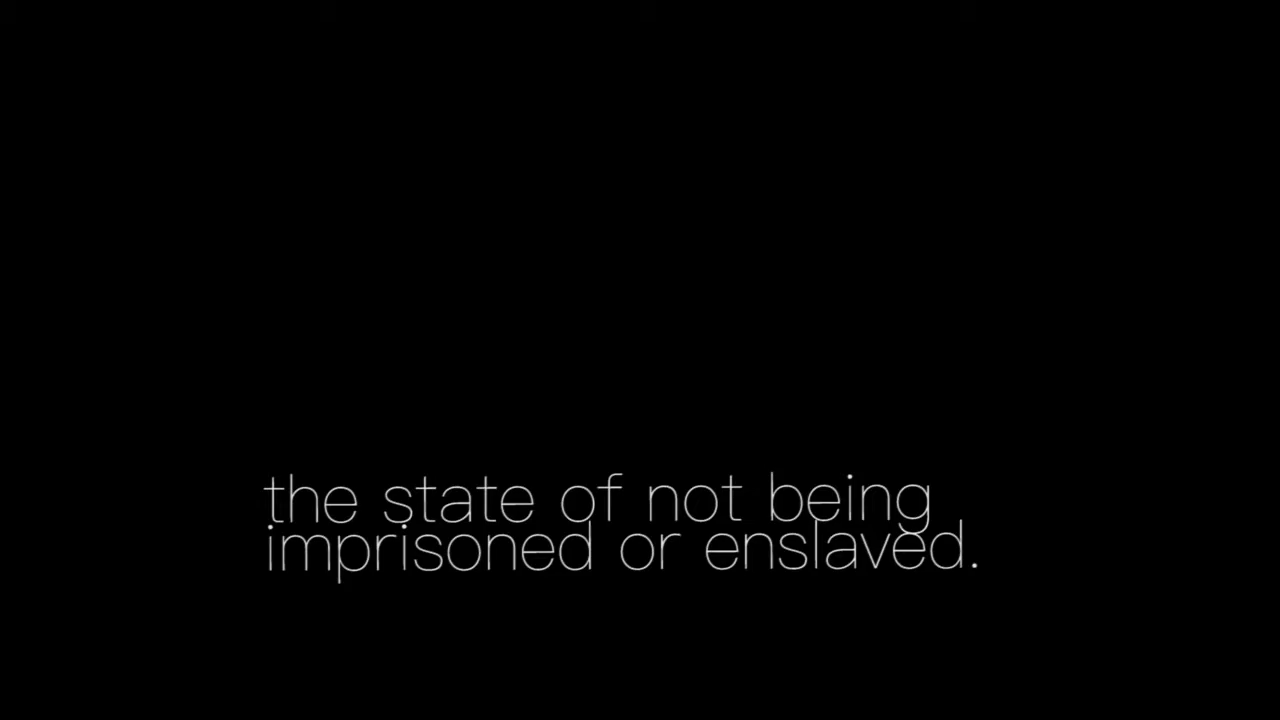 the state of not being
imprisoned or enslaved.